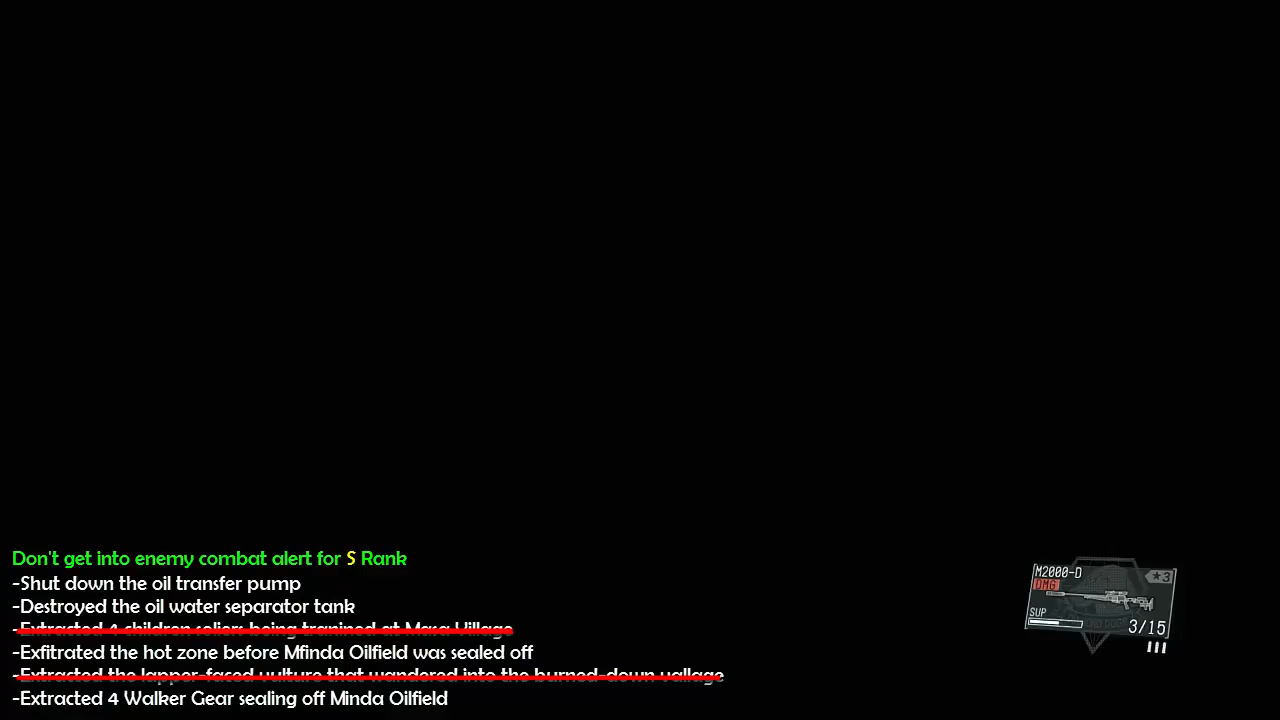 Don't get into enemy combat alert for S Rank
-Shut down the oil transfer pump
-Destroyed the oil water separator tank
-Extracted 4 children soliers being tranined at Masa Village
-Exfitrated the hot zone before Mfinda Oilfield was sealed off
-Extracted the lapper-faced vulture that wandered into the burned-down vallage
-Extracted 4 Walker Gear sealing off Minda Oilfield
M2000-D
★3
DMG
SUP
3/15